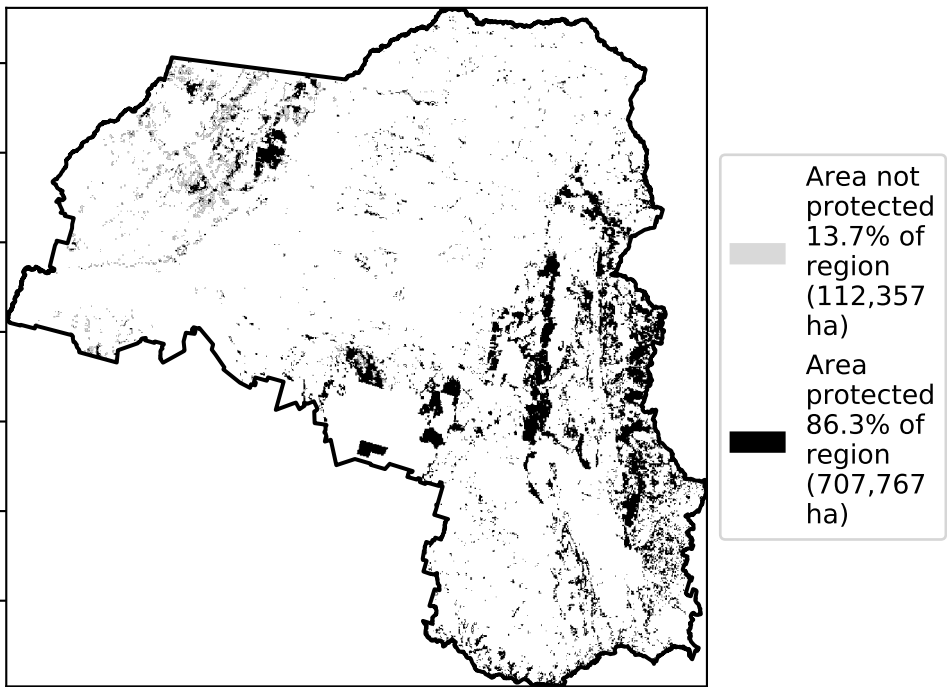 Area not
protected
13.7% of
region
(112,357
ha)
Area
protected
86.3% of
region
(707,767
ha)